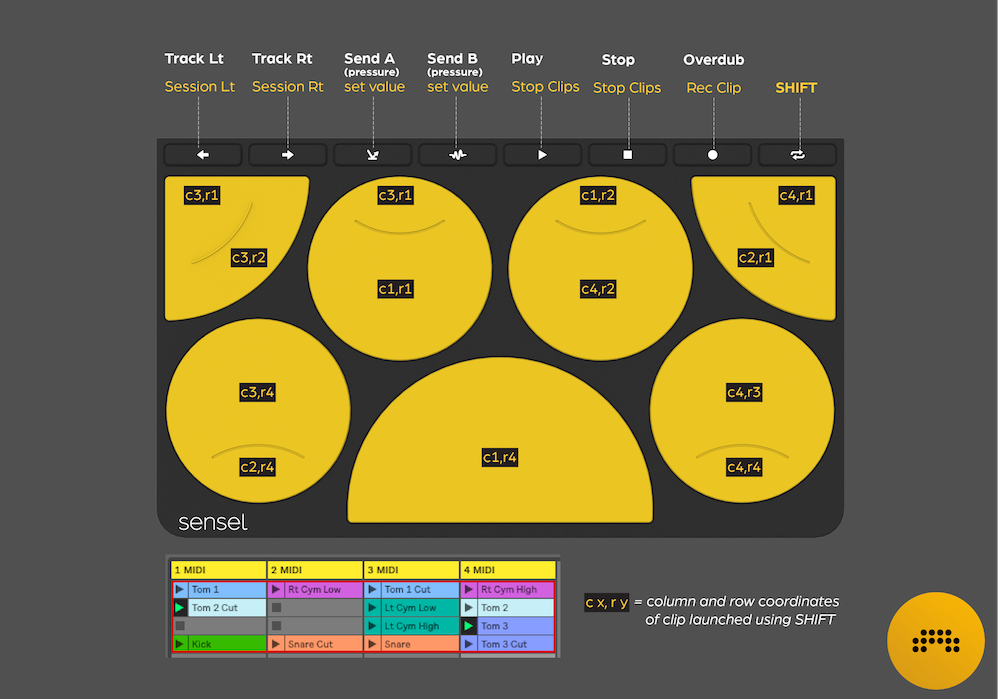 Track Lt Track Rt Send A Send B Play Stop Overdub
(pressure) (pressure)
Session Lt Session Rt set value set value Stop Clips Stop Clips Rec Clip SHIFT
c3,r1 c3,r1 c1,r2 c4,r1
c3,r2 c2,r1
c1,r1 c4,r2
c3,r4 c4,r3
c1,r4
c2,r4 c4,r4
sensel
1 MIDI 2 MIDI 3 MIDI 4 MIDI
Tom 1 Rt Cym Low Tom 1 Cut Rt Cym High
Tom 2 Cut Lt Cym Low Tom 2
Lt Cym High Tom 3
Kick Snare Cut Snare Tom 3 Cut
c x, r y = column and row coordinates
of clip launched using SHIFT